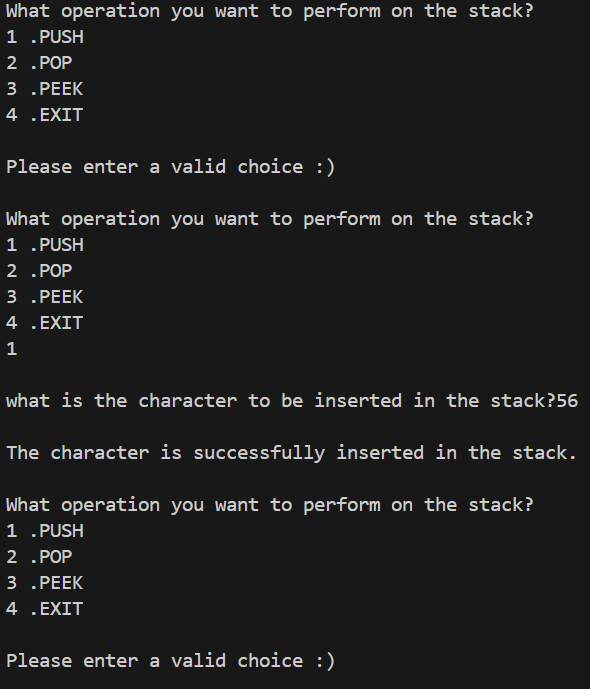 What operation you want to perform on the stack?
1 .PUSH
2 .POP
3 .PEEK
4 .EXIT
Please enter a valid choice :)
What operation you want to perform on the stack?
1 .PUSH
2 .POP
3 .PEEK
4 .EXIT
1
what is the character to be inserted in the stack?56
The character is successfully inserted in the stack.
What operation you want to perform on the stack?
1 .PUSH
2 .POP
3 .PEEK
4 .EXIT
Please enter a valid choice :)